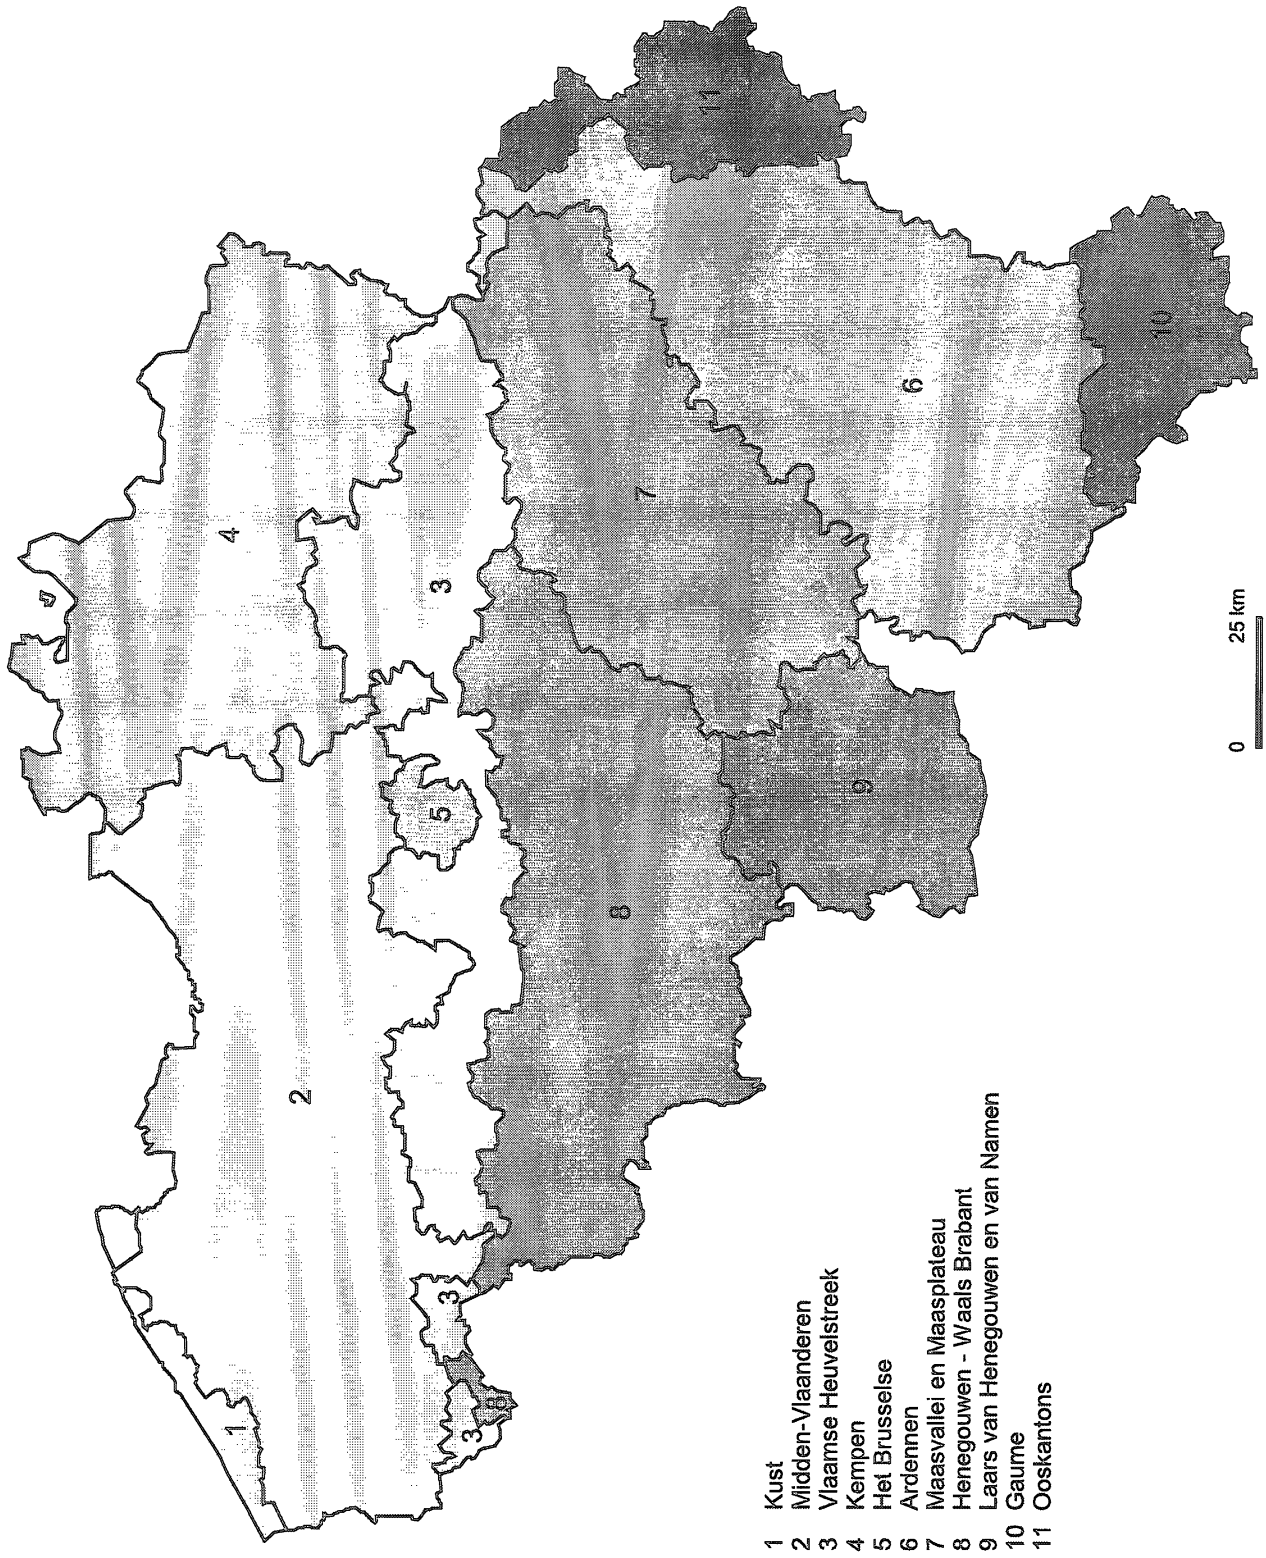 1 Kust
2 Midden-Vlaanderen
3 Vlaamse Heuvelstreek
4 Kempen
5 Het Brusselse
6 Ardennen
7 Maasvallei en Maasplateau
8 Henegouwen - Waals Brabant
9 Laars van Henegouwen en van Namen
10 Gaume
11 Ooskantons
0 25 km
1
2
3
3
3
4
5
6
7
8
8
9
10
11